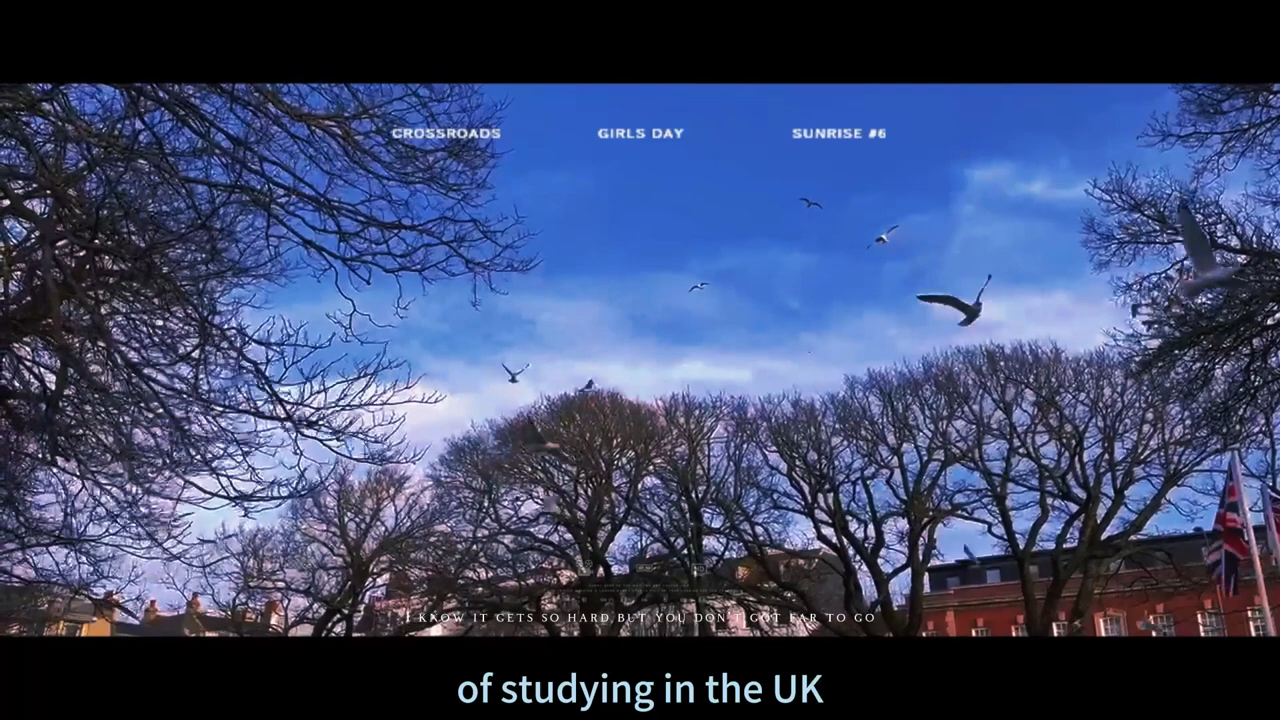 CROSSROADS GIRLS DAY SUNRISE #6
I KNOW IT GETS SO HARD BUT YOU DON'T GOT FAR TO GO
of studying in the UK